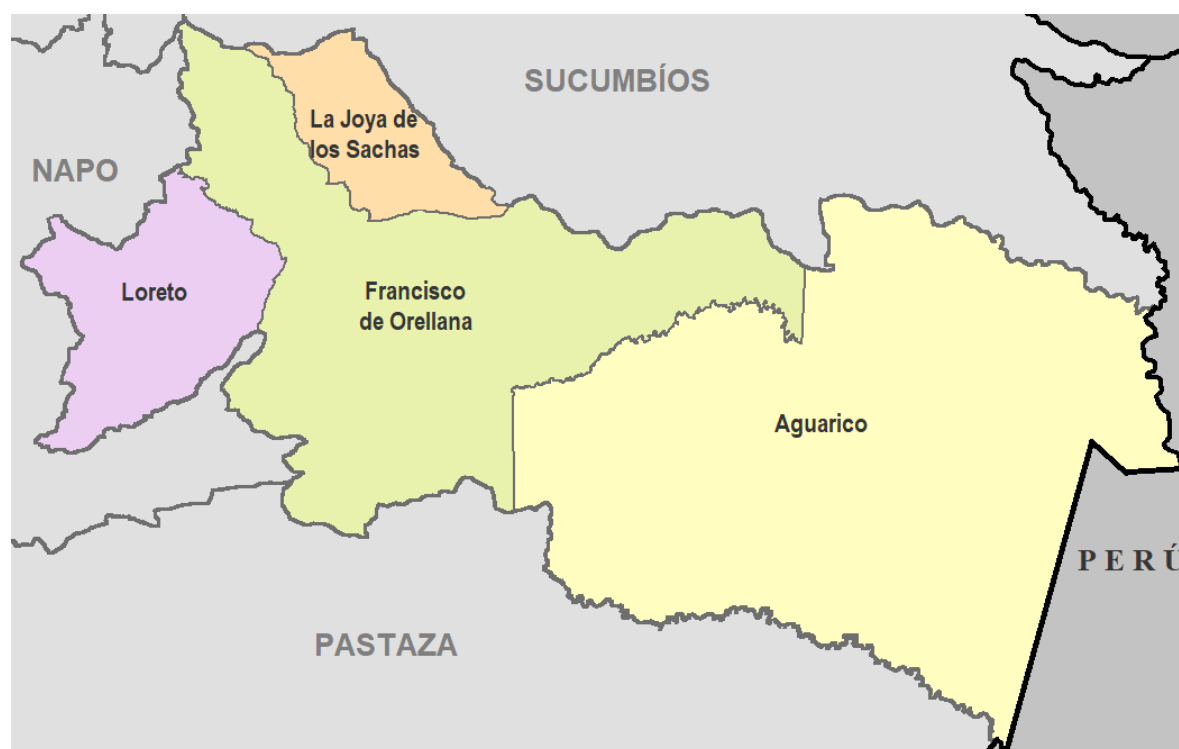 SUCUMBÍOS
La Joya de
los Sachas
NAPO
Loreto
Francisco
de Orellana
Aguarico
PERÚ
PASTAZA